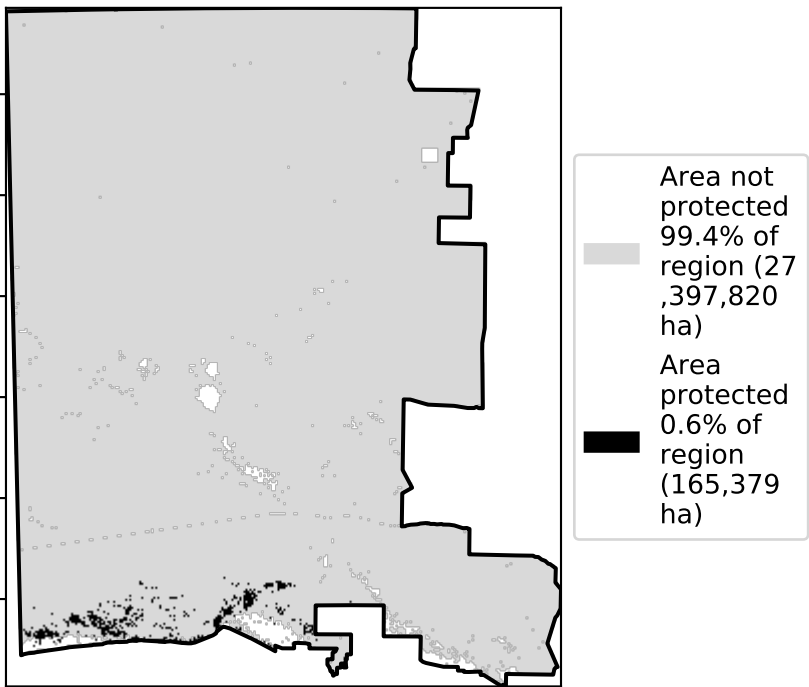 Area not
protected
99.4% of
region (27
,397,820
ha)
Area
protected
0.6% of
region
(165,379
ha)